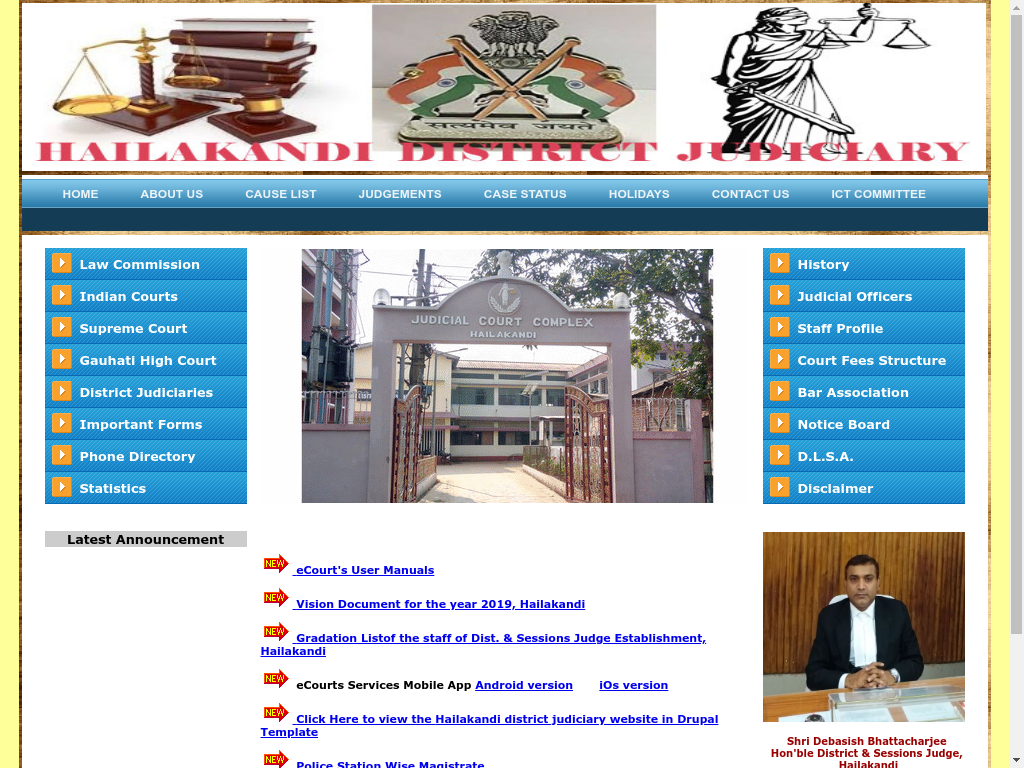 सत्यमेव जयते
HAILAKANDI DISTRICT JUDICIARY
HOME ABOUT US CAUSE LIST JUDGEMENTS CASE STATUS HOLIDAYS CONTACT US ICT COMMITTEE
Law Commission
Indian Courts
Supreme Court
Gauhati High Court
District Judiciaries
Important Forms
Phone Directory
Statistics
JUDICIAL COURT COMPLEX
HAILAKANDI
History
Judicial Officers
Staff Profile
Court Fees Structure
Bar Association
Notice Board
D.L.S.A.
Disclaimer
Latest Announcement
NEW eCourt's User Manuals
NEW Vision Document for the year 2019, Hailakandi
NEW Gradation Listof the staff of Dist. & Sessions Judge Establishment,
Hailakandi
NEW eCourts Services Mobile App Android version iOs version
NEW Click Here to view the Hailakandi district judiciary website in Drupal
Template
NEW Police Station Wise Magistrate
Shri Debasish Bhattacharjee
Hon'ble District & Sessions Judge,
Hailakandi